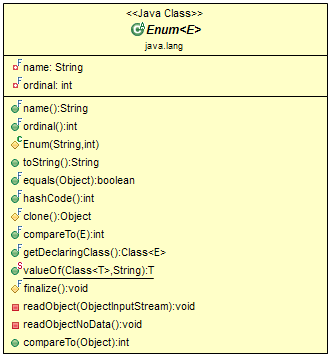 <<Java Class>>
Enum<E>
java.lang
name: String
ordinal: int
name():String
ordinal():int
Enum(String,int)
toString():String
equals(Object):boolean
hashCode():int
clone():Object
compareTo(E):int
getDeclaringClass():Class<E>
valueOf(Class<T>,String):T
finalize():void
readObject(ObjectInputStream):void
readObjectNoData():void
compareTo(Object):int